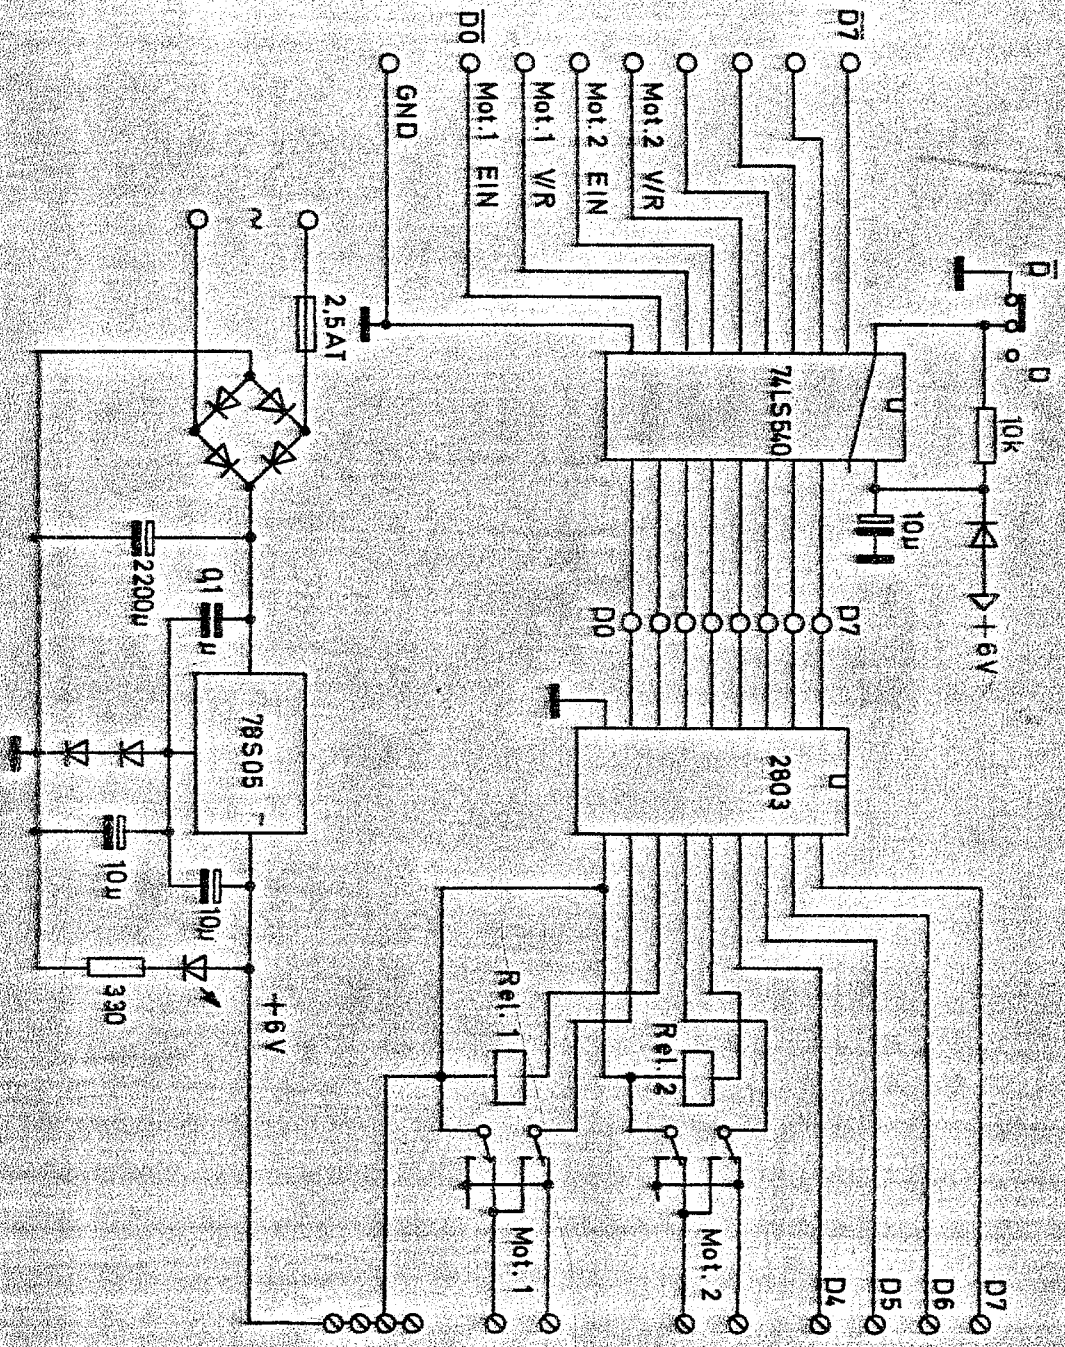 D0
D7
GND
Mot.1 EIN
Mot.1 V/R
Mot.2 EIN
Mot.2 V/R
D
D
10k
~
2,5AT
74LS540
10µ
+6V
2200µ
0,1
µ
D0
D7
78S05
2803
10µ
10µ
330
+6V
Rel.1
Rel.2
Mot.1
Mot.2
D4
D5
D6
D7